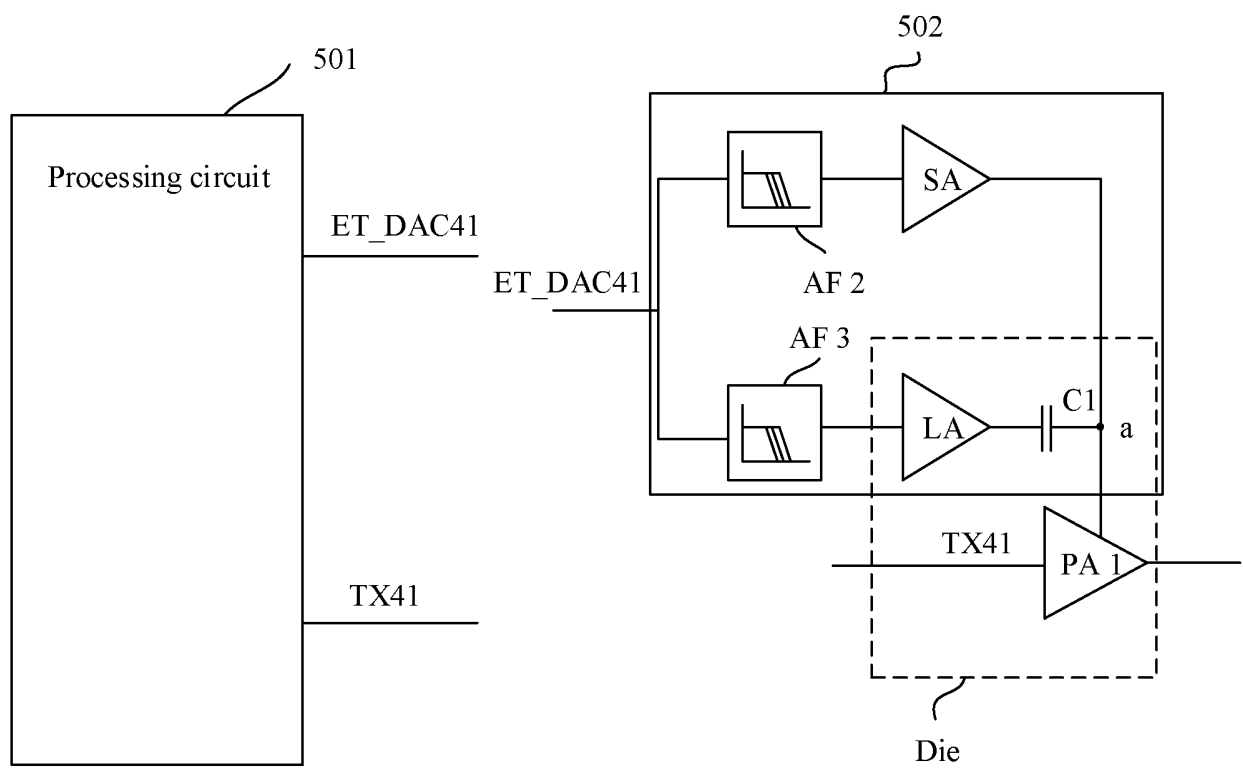 502
501
Processing circuit
SA
ET_DAC41
ET_DAC41
AF 2
AF 3
C1
LA
a
TX41
PA 1
TX41
Die